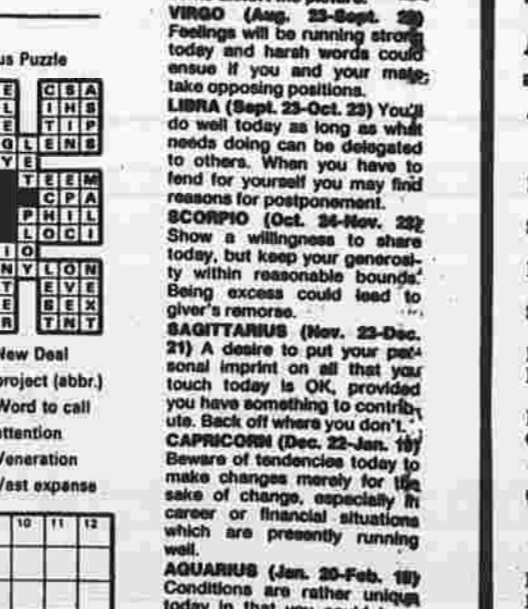 us Puzzle
E C S A
L I H S
E T I P
G L E N S
Y E
T E E M
C P A
P H I L
L O C I
I O
N Y L O N
T E V E
E S E X
R T N T
New Deal
project (abbr.)
Word to call
attention
Veneration
Vast expense
10 11 12
VIRGO (Aug. 23-Sept. 22)
Feelings will be running strong
today and harsh words could
ensue if you and your mate
take opposing positions.
LIBRA (Sept. 23-Oct. 23) You'll
do well today as long as what
needs doing can be delegated
to others. When you have to
fend for yourself you may find
reasons for postponement.
SCORPIO (Oct. 24-Nov. 22)
Show a willingness to share
today, but keep your generosi-
ty within reasonable bounds.
Being excess could lead to
giver's remorse.
SAGITTARIUS (Nov. 23-Dec.
21) A desire to put your per-
sonal imprint on all that your
touch today is OK, provided
you have something to contrib-
ute. Back off where you don't.
CAPRICORN (Dec. 22-Jan. 19)
Beware of tendencies today to
make changes merely for the
sake of change, especially in
career or financial situations
which are presently running
well.
AQUARIUS (Jan. 20-Feb. 19)
Conditions are rather unique
today in that you